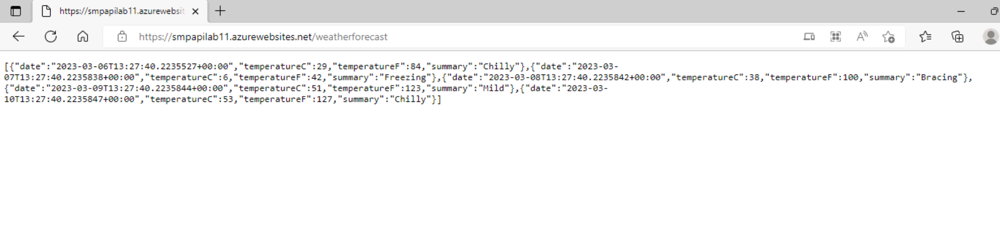 https://smpapilab11.azurewebsit
https://smpapilab11.azurewebsites.net/weatherforecast
[{"date":"2023-03-06T13:27:40.2235527+00:00","temperatureC":29,"temperatureF":84,"summary":"Chilly"},{"date":"2023-03-
07T13:27:40.2235838+00:00","temperatureC":6,"temperatureF":42,"summary":"Freezing"},{"date":"2023-03-08T13:27:40.2235842+00:00","temperatureC":38,"temperatureF":100,"summary":"Bracing"},
{"date":"2023-03-09T13:27:40.2235844+00:00","temperatureC":51,"temperatureF":123,"summary":"Mild"},{"date":"2023-03-
10T13:27:40.2235847+00:00","temperatureC":53,"temperatureF":127,"summary":"Chilly"}]